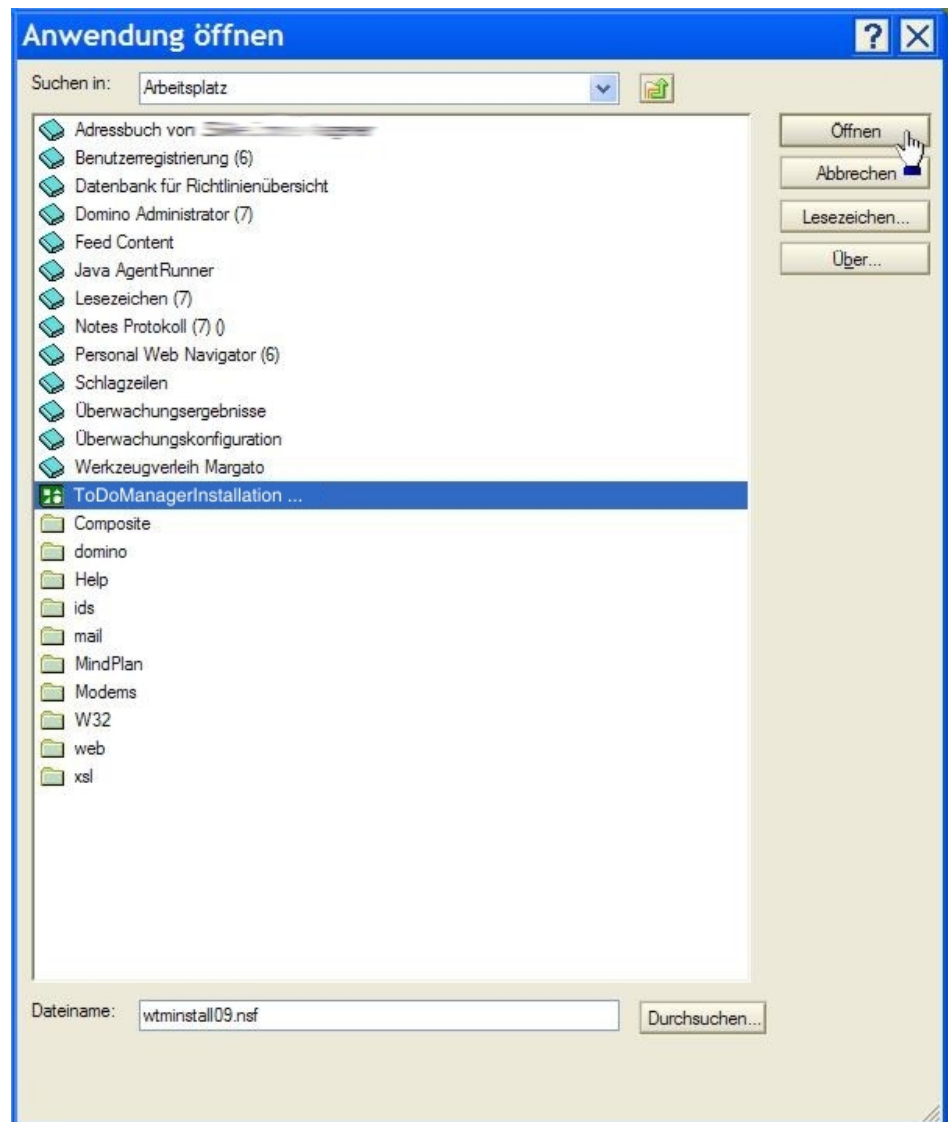 Anwendung öffnen
Suchen in: Arbeitsplatz
Adressbuch von
Öffnen
Benutzerregistrierung (6)
Abbrechen
Datenbank für Richtlinienübersicht
Domino Administrator (7)
Lesezeichen...
Feed Content
Über...
Java AgentRunner
Lesezeichen (7)
Notes Protokoll (7) ()
Personal Web Navigator (6)
Schlagzeilen
Überwachungsergebnisse
Überwachungskonfiguration
Werkzeugverleih Margato
ToDoManagerInstallation ...
Composite
domino
Help
ids
mail
MindPlan
Modems
W32
web
xsl
Dateiname: wtminstall09.nsf Durchsuchen...